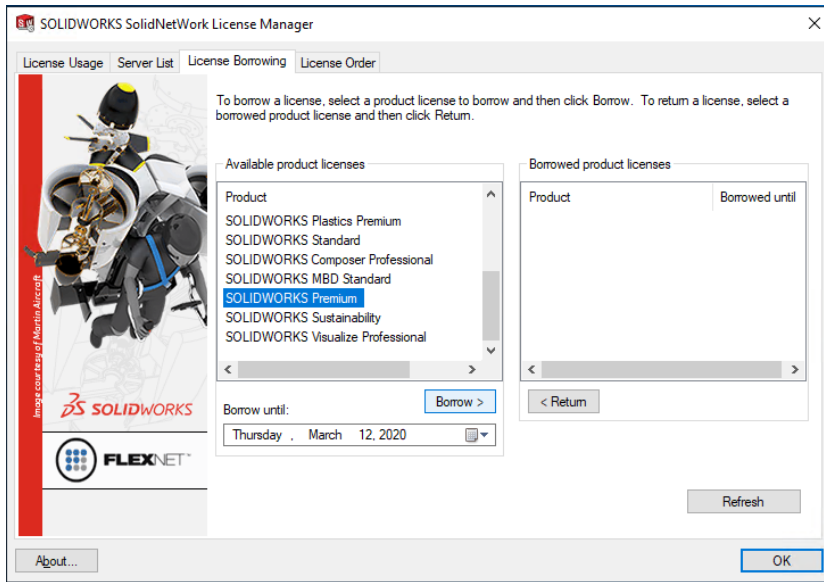 SOLIDWORKS SolidNetWork License Manager
License Usage Server List License Borrowing License Order
To borrow a license, select a product license to borrow and then click Borrow. To return a license, select a
borrowed product license and then click Return.
Available product licenses
Product
SOLIDWORKS Plastics Premium
SOLIDWORKS Standard
SOLIDWORKS Composer Professional
SOLIDWORKS MBD Standard
SOLIDWORKS Premium
SOLIDWORKS Sustainability
SOLIDWORKS Visualize Professional
Borrow until:
Borrow >
Thursday , March 12, 2020
Borrowed product licenses
Product Borrowed until
< Return
Refresh
Image courtesy of Martin Aircraft
SOLIDWORKS
FLEXNET™
About...
OK